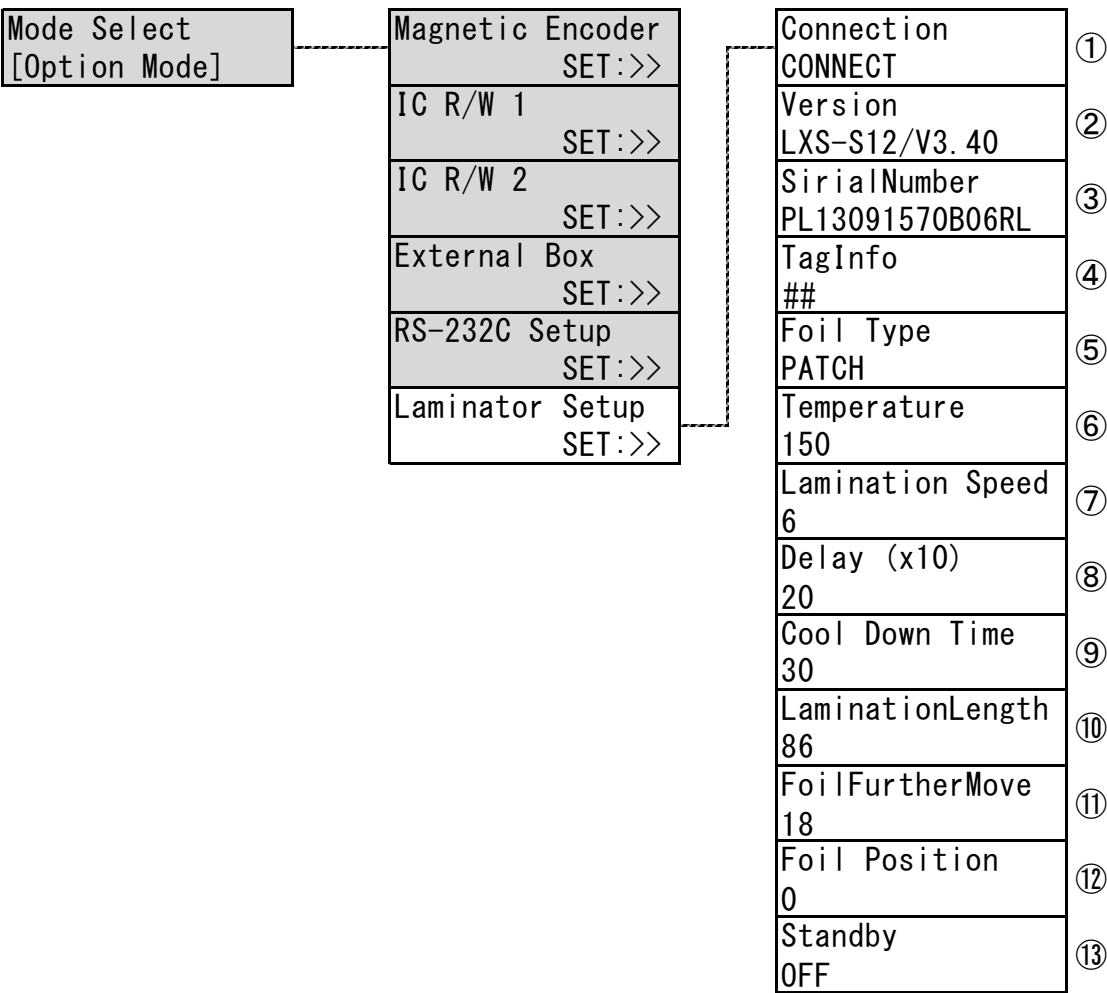 Mode Select
[Option Mode]
Magnetic Encoder
SET:>>
IC R/W 1
SET:>>
IC R/W 2
SET:>>
External Box
SET:>>
RS-232C Setup
SET:>>
Laminator Setup
SET:>>
Connection
CONNECT
①
Version
LXS-S12/V3.40
②
SirialNumber
PL13091570B06RL
③
TagInfo
##
④
Foil Type
PATCH
⑤
Temperature
150
⑥
Lamination Speed
6
⑦
Delay (x10)
20
⑧
Cool Down Time
30
⑨
LaminationLength
86
⑩
FoilFurtherMove
18
⑪
Foil Position
0
⑫
Standby
OFF
⑬